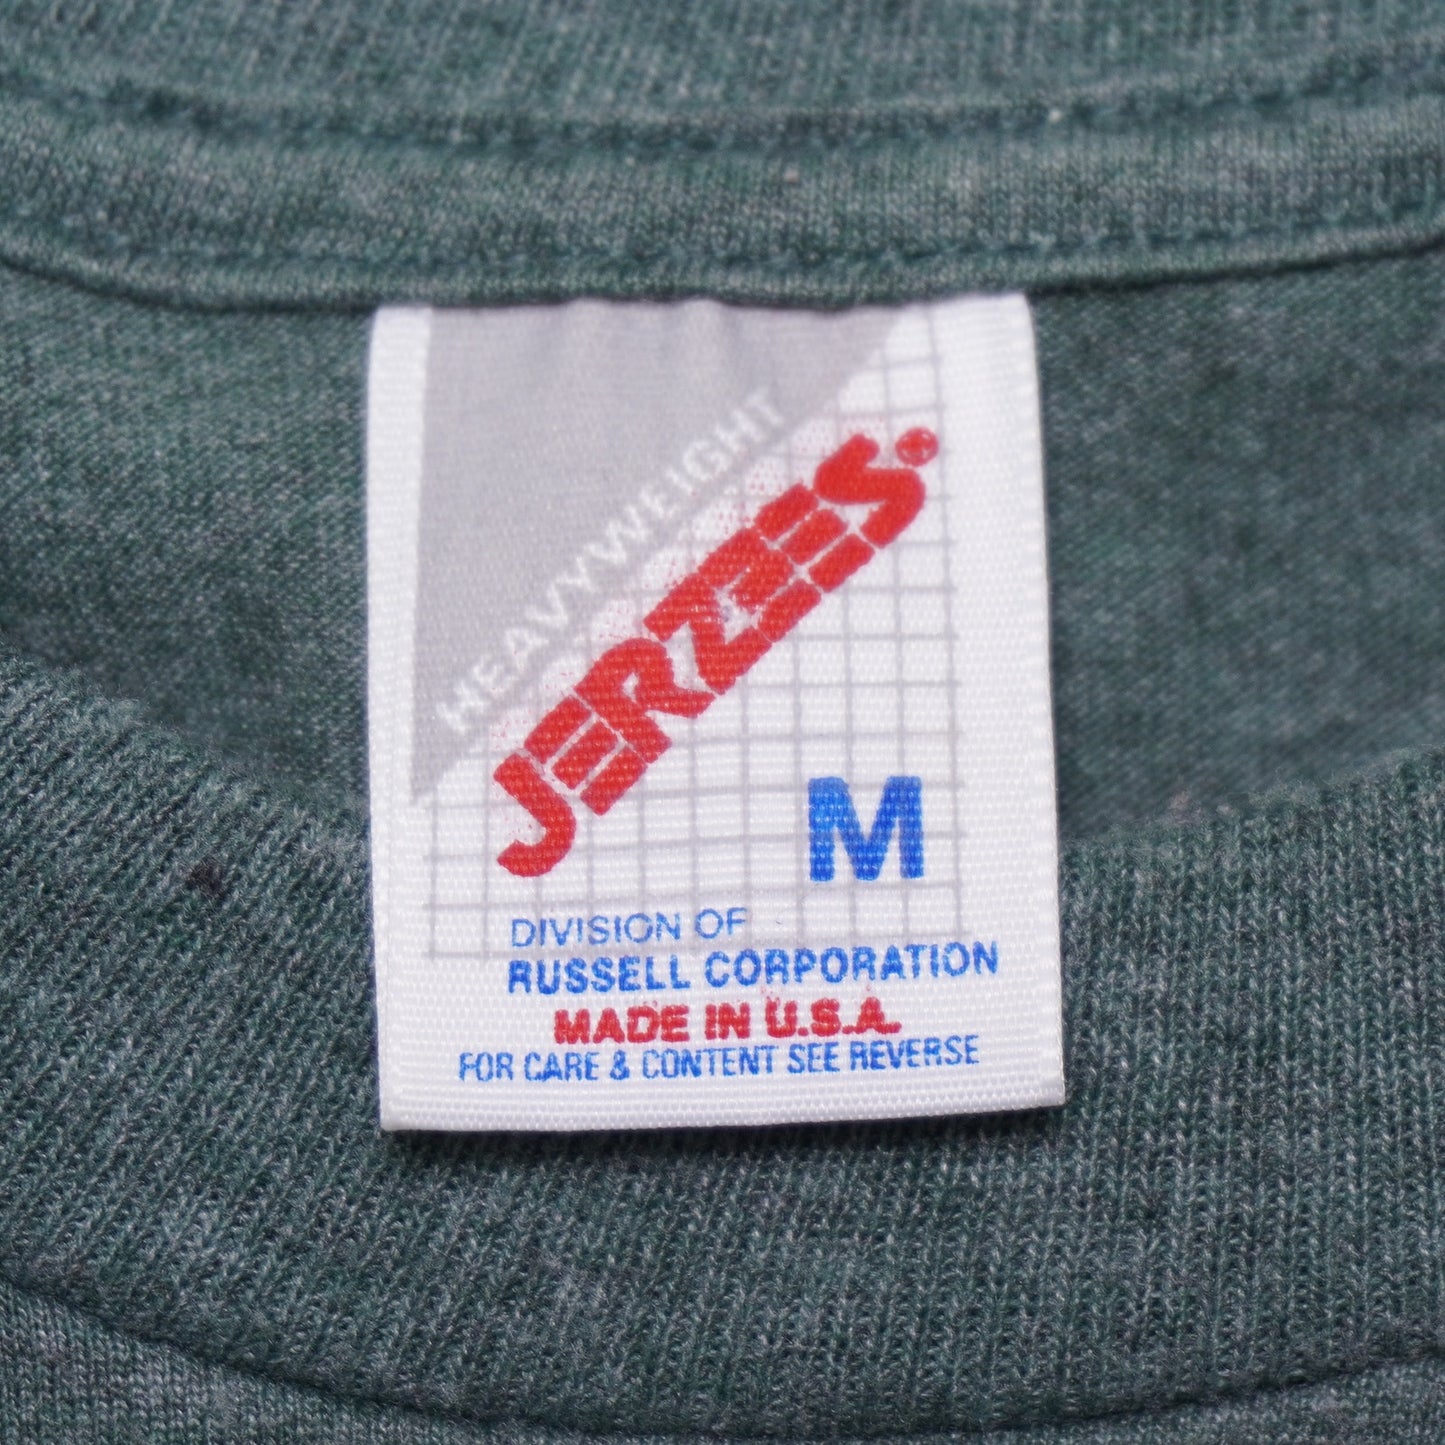 HEAVYWEIGHT
JERZEES®
M
DIVISION OF
RUSSELL CORPORATION
MADE IN U.S.A.
FOR CARE & CONTENT SEE REVERSE